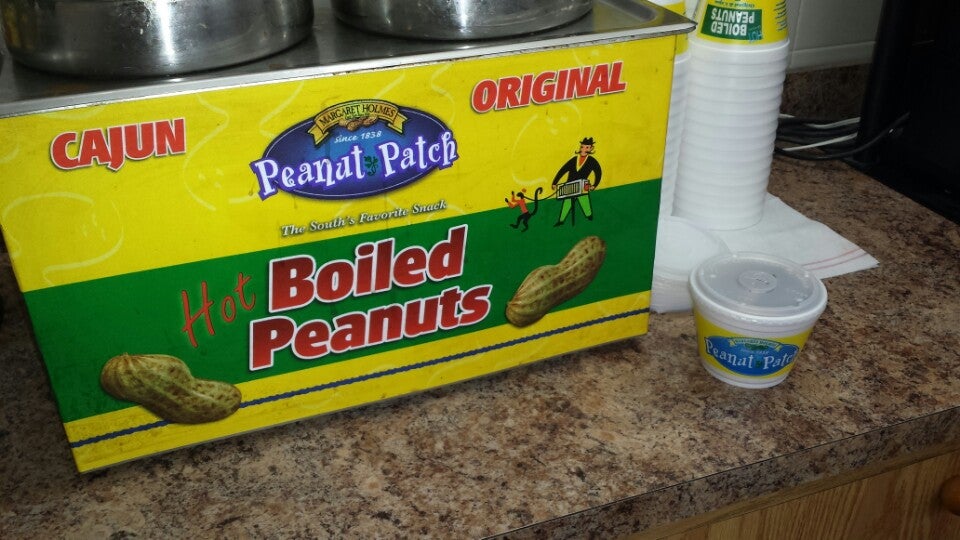 CAJUN
ORIGINAL
MARGARET HOLMES
since 1838
Peanut Patch
The South's Favorite Snack
Hot Boiled
Peanuts
BOILED
PEANUTS
Peanut Patch